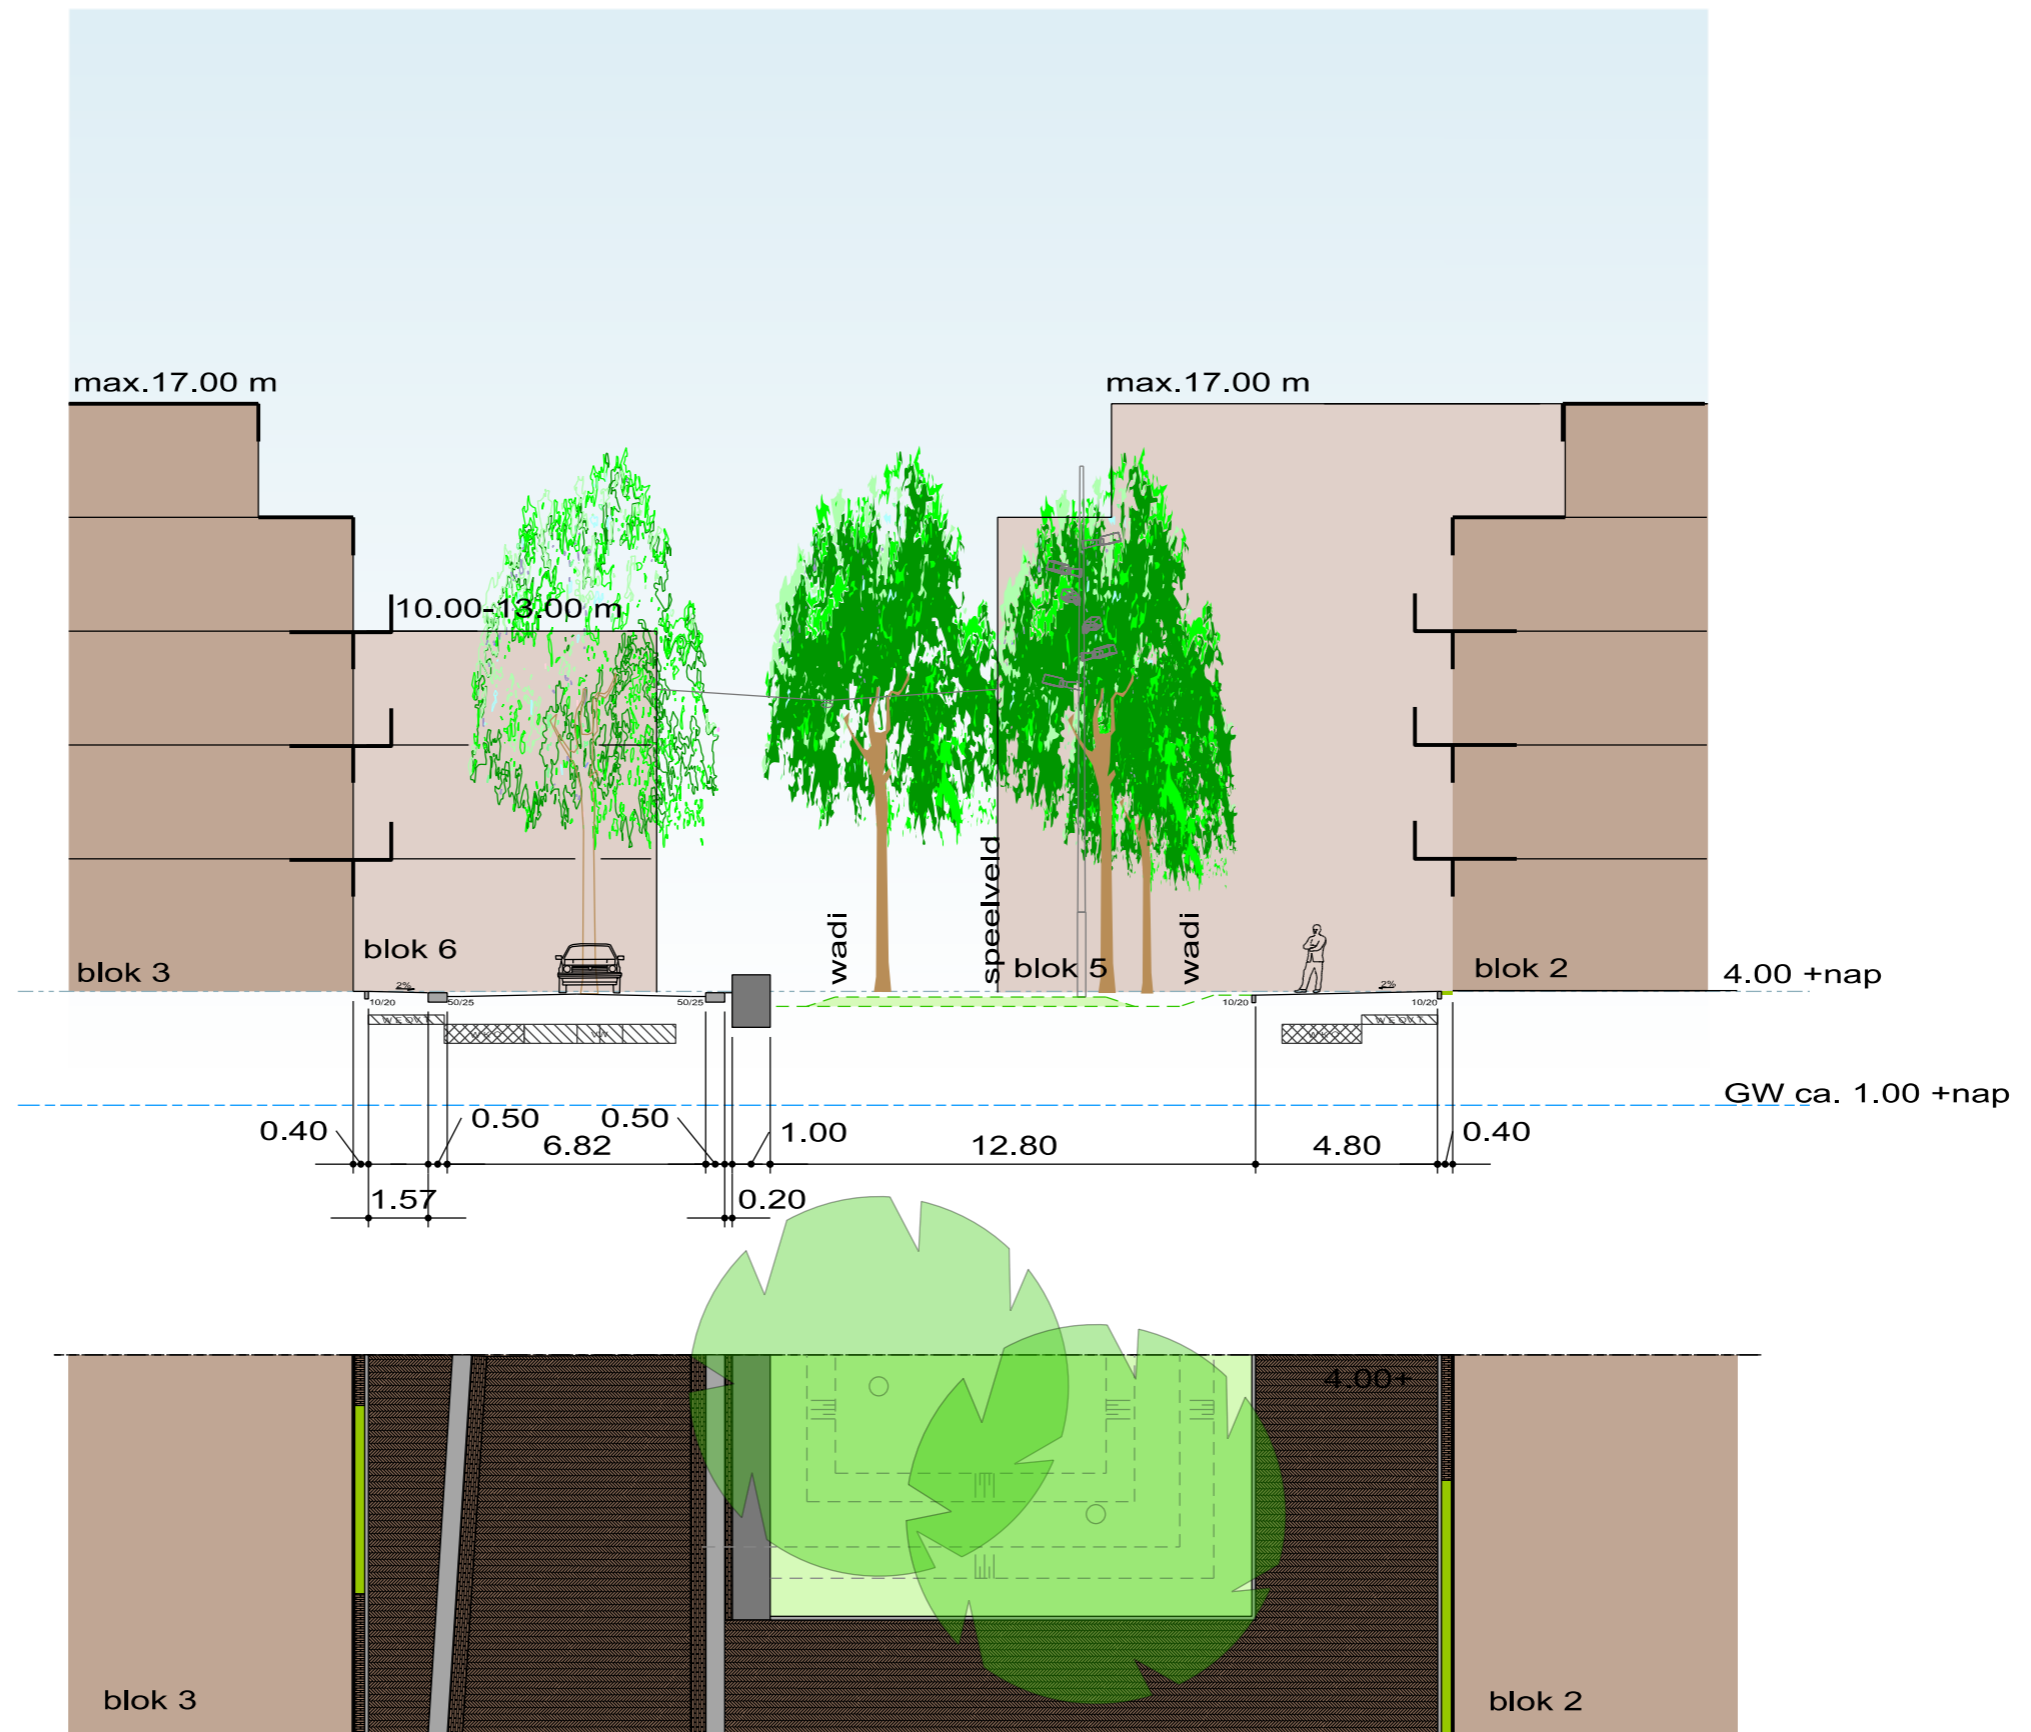 max.17.00 m
max.17.00 m
10.00-13.00 m
wadi
speelveld
wadi
blok 3
blok 6
blok 5
blok 2
4.00 +nap
2%
2%
10/20
50/25
50/25
10/20
10/20
GW ca. 1.00 +nap
0.40
0.50
0.50
1.00
0.40
6.82
12.80
4.80
1.57
0.20
4.00+
blok 3
blok 2